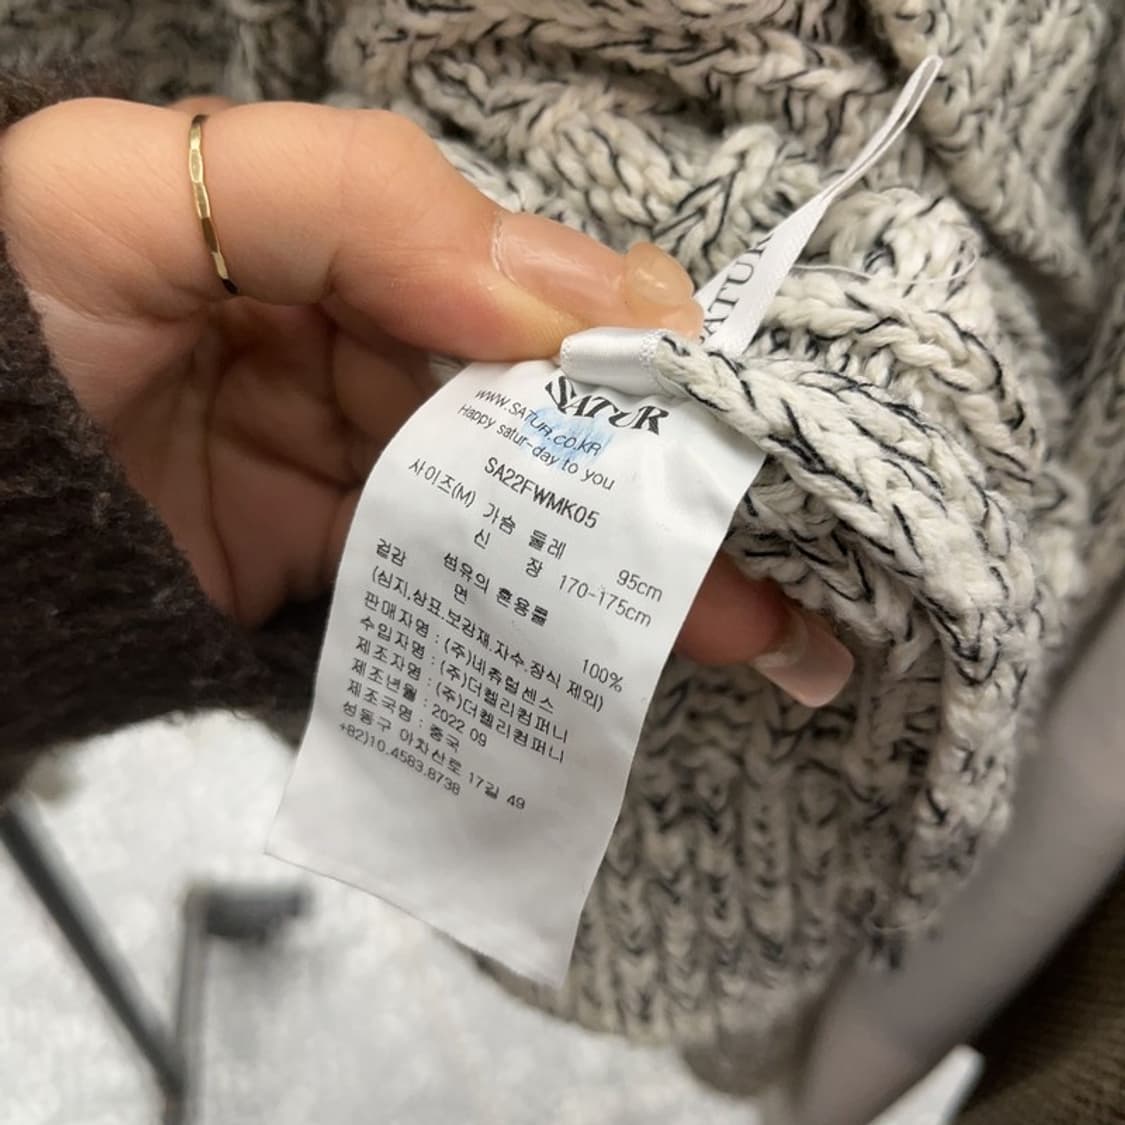 SATUR
SATUR
WWW.SATUR.CO.KR
Happy satur-day to you
SA22FWMK05
사이즈(M) 가슴 둘레 95cm
신 장 170-175cm
겉감 섬유의 혼용률
면 100%
(심지.상표.보강재.자수.장식 제외)
판매자명 : (주)네츄럴센스
수입자명 : (주)더캘리컴퍼니
제조자명 : (주)더캘리컴퍼니
제조년월 : 2022 09
제조국명 : 중국
성동구 아차산로 17길 49
+82)10.4583.8738